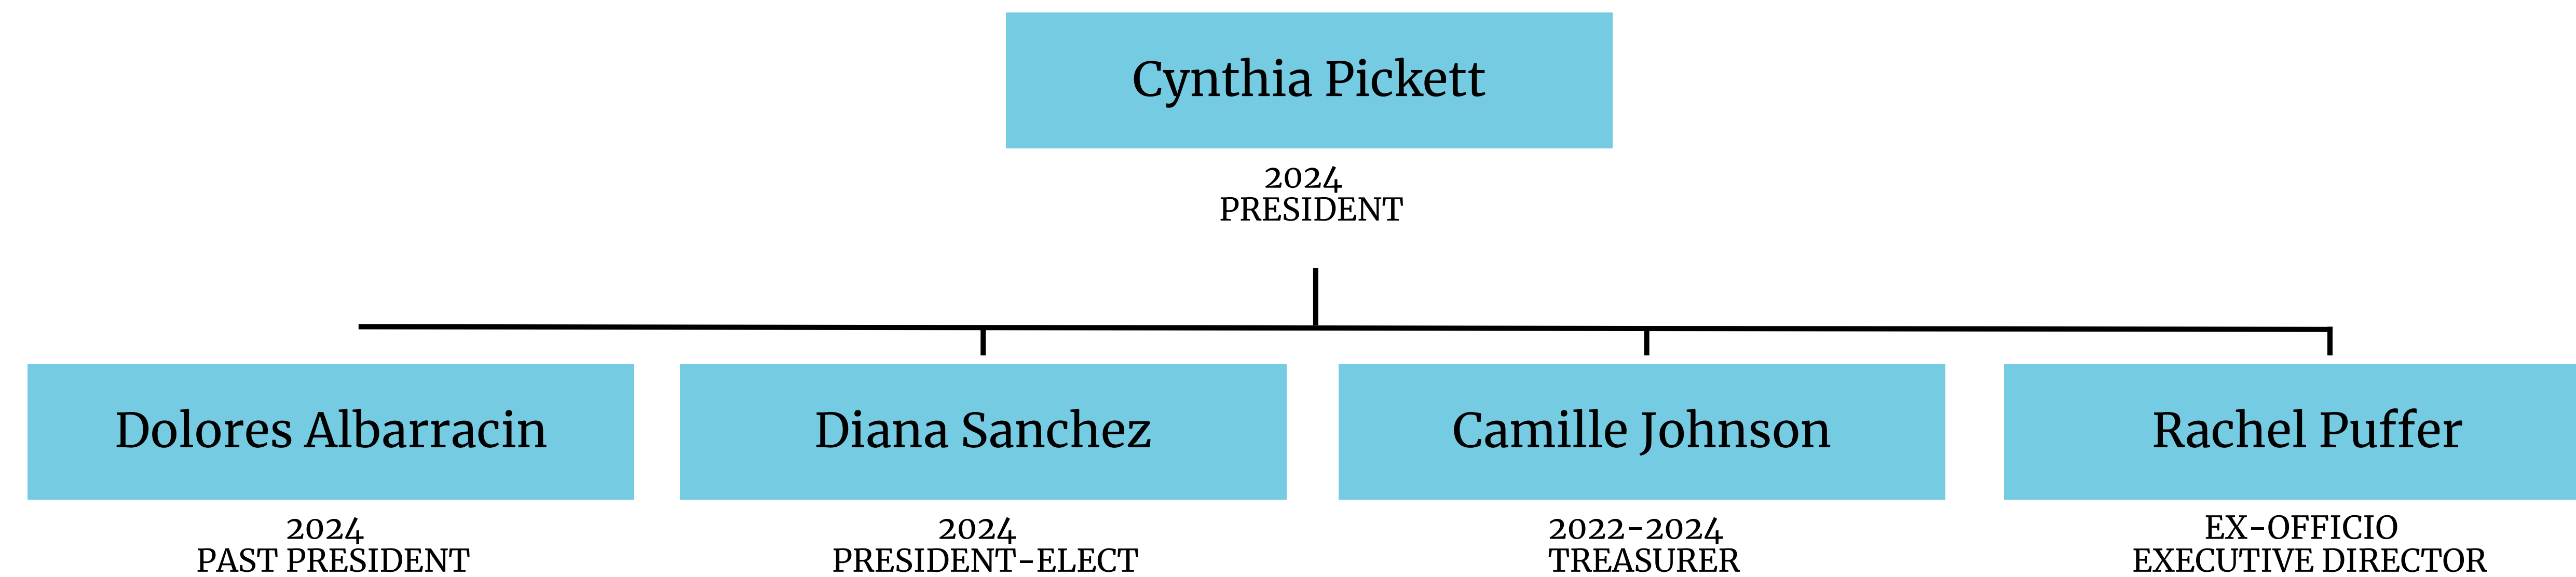 Cynthia Pickett
2024
PRESIDENT
Dolores Albarracin
2024
PAST PRESIDENT
Diana Sanchez
2024
PRESIDENT-ELECT
Camille Johnson
2022-2024
TREASURER
Rachel Puffer
EX-OFFICIO
EXECUTIVE DIRECTOR